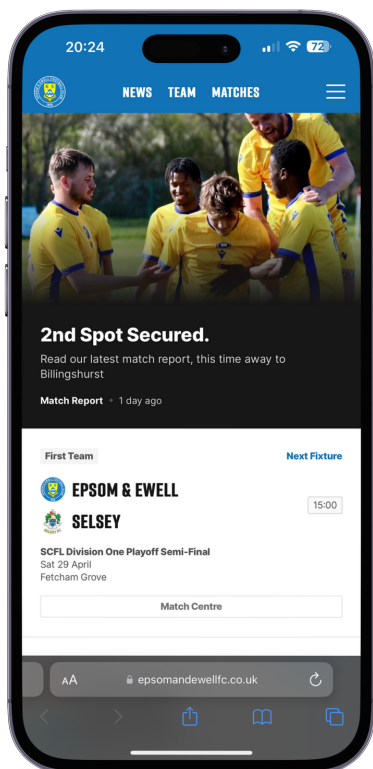 20:24
72
NEWS TEAM MATCHES
2nd Spot Secured.
Read our latest match report, this time away to
Billingshurst
Match Report • 1 day ago
First Team
Next Fixture
EPSOM & EWELL
15:00
SELSEY
SCFL Division One Playoff Semi-Final
Sat 29 April
Fetcham Grove
Match Centre
AA epsomandewellfc.co.uk